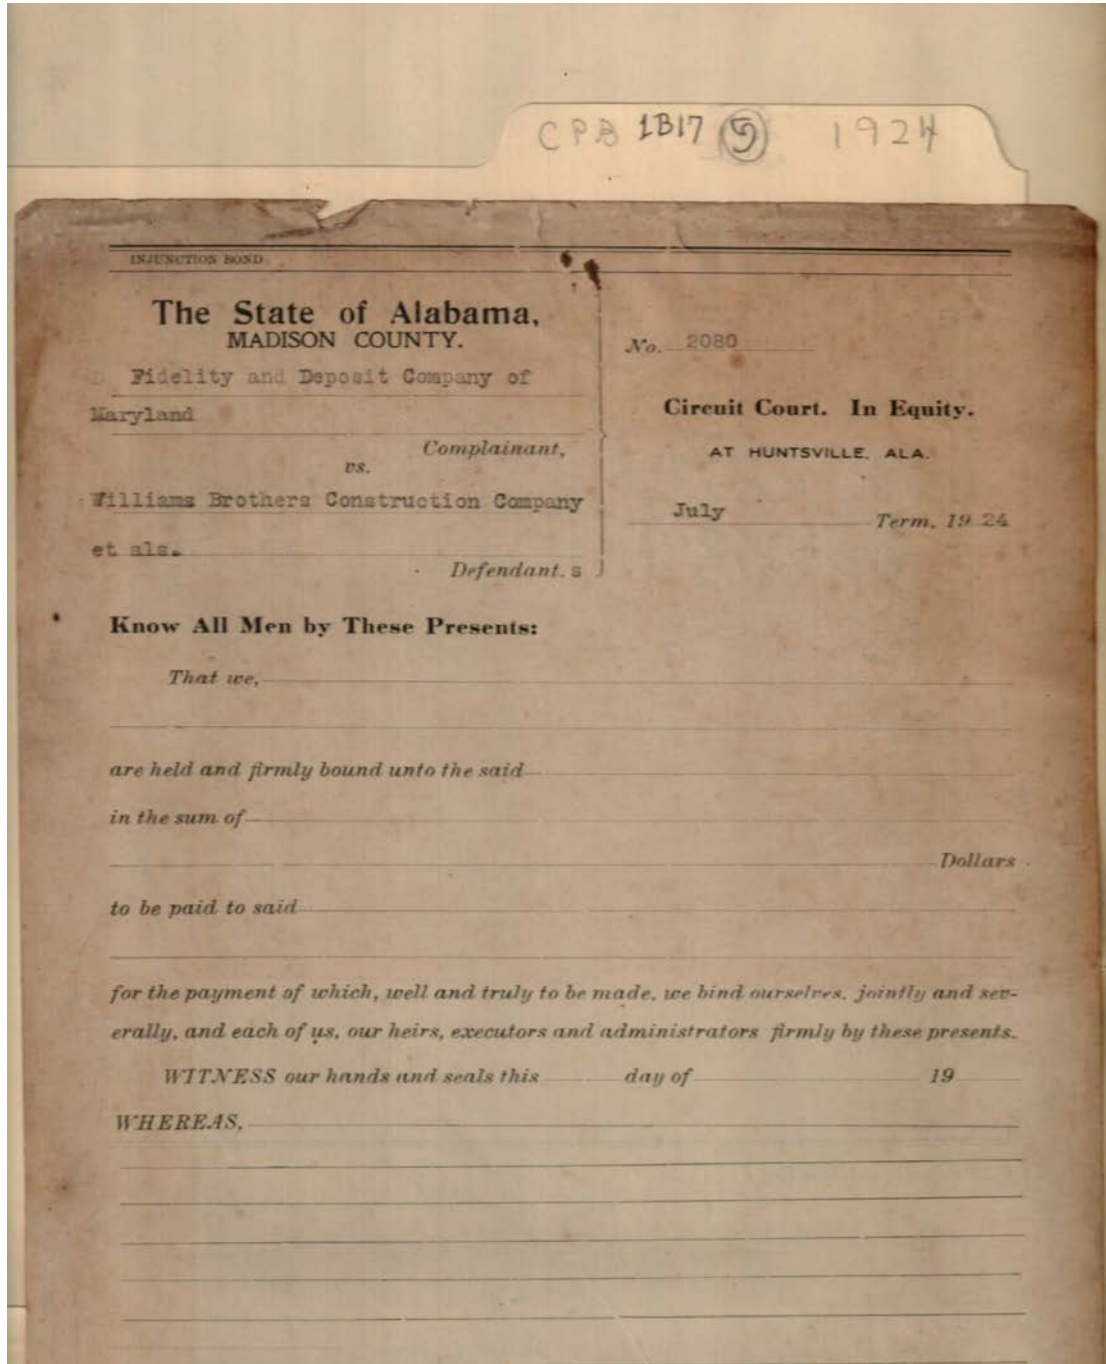 CPB 1B17 5 1924
INJUNCTION BOND
The State of Alabama,
MADISON COUNTY.
Fidelity and Deposit Company of
Maryland
Complainant,
vs.
Williams Brothers Construction Company
et als.
Defendant. s
No. 2080
Circuit Court. In Equity.
AT HUNTSVILLE, ALA.
July Term, 19 24
Know All Men by These Presents:
That we,
are held and firmly bound unto the said
in the sum of
Dollars
to be paid to said
for the payment of which, well and truly to be made, we bind ourselves, jointly and sev-
erally, and each of us, our heirs, executors and administrators firmly by these presents.
WITNESS our hands and seals this day of 19
WHEREAS,